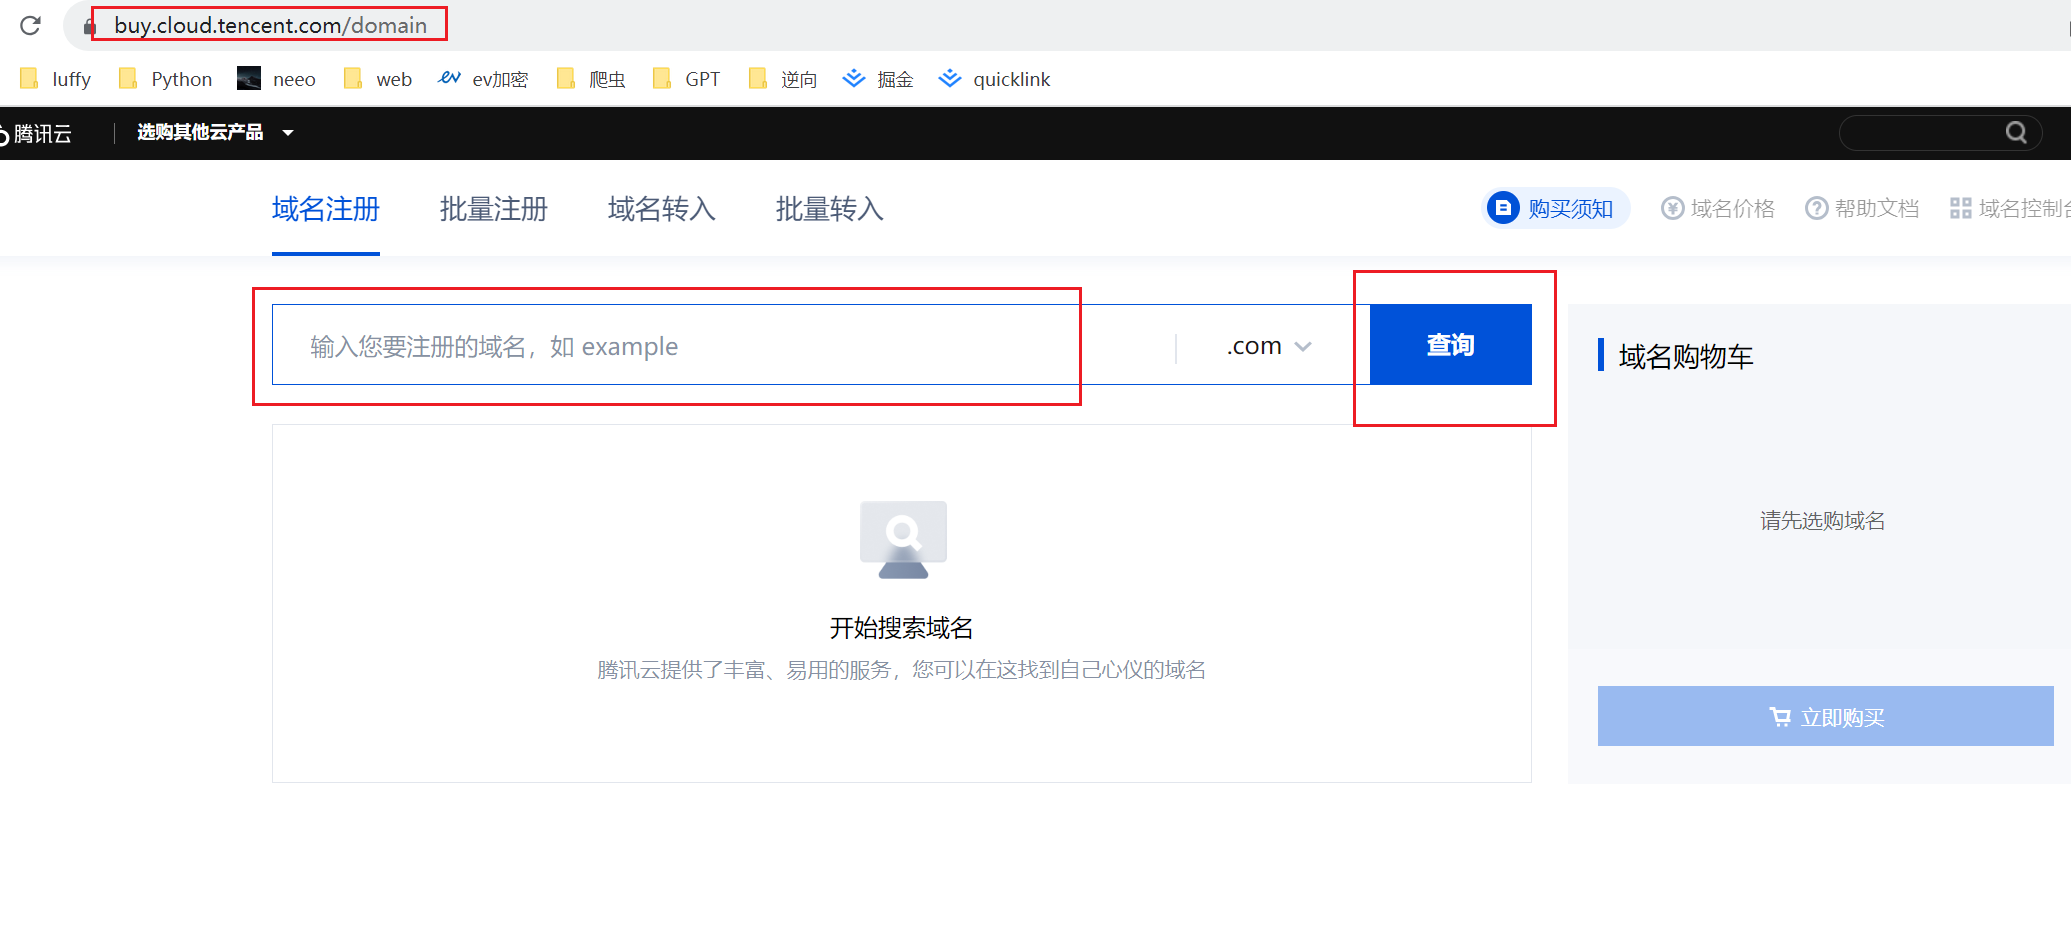 buy.cloud.tencent.com/domain
luffy Python neeo web ev加密 爬虫 GPT 逆向 掘金 quicklink
腾讯云 选购其他云产品
域名注册 批量注册 域名转入 批量转入 购买须知 域名价格 帮助文档 域名控制台
输入您要注册的域名，如 example .com 查询
域名购物车
请先选购域名
开始搜索域名
腾讯云提供了丰富、易用的服务，您可以在这找到自己心仪的域名
立即购买